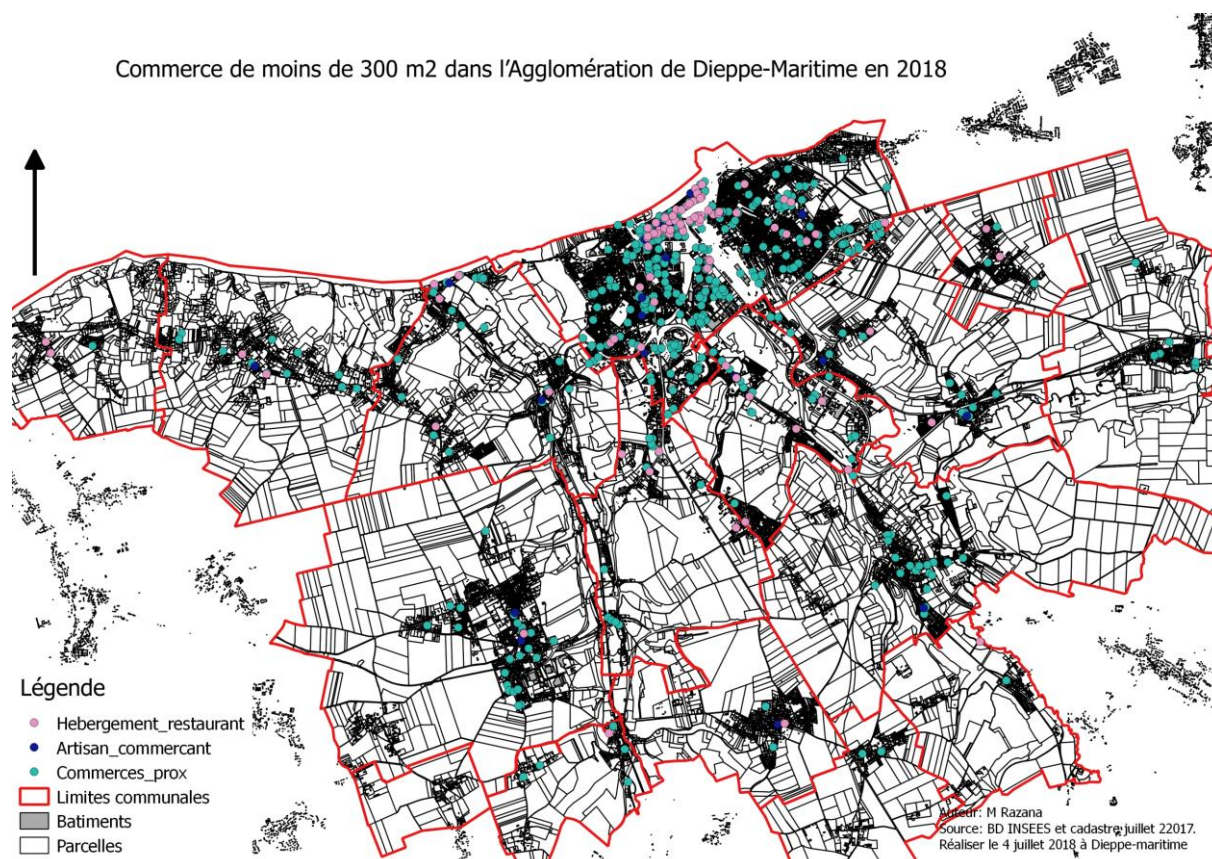 Commerce de moins de 300 m2 dans l'Agglomération de Dieppe-Maritime en 2018
Légende
Hebergement_restaurant
Artisan_commercant
Commerces_prox
Limites communales
Batiments
Parcelles
Auteur: M Razana
Source: BD INSEES et cadastre juillet 22017.
Réaliser le 4 juillet 2018 à Dieppe-maritime